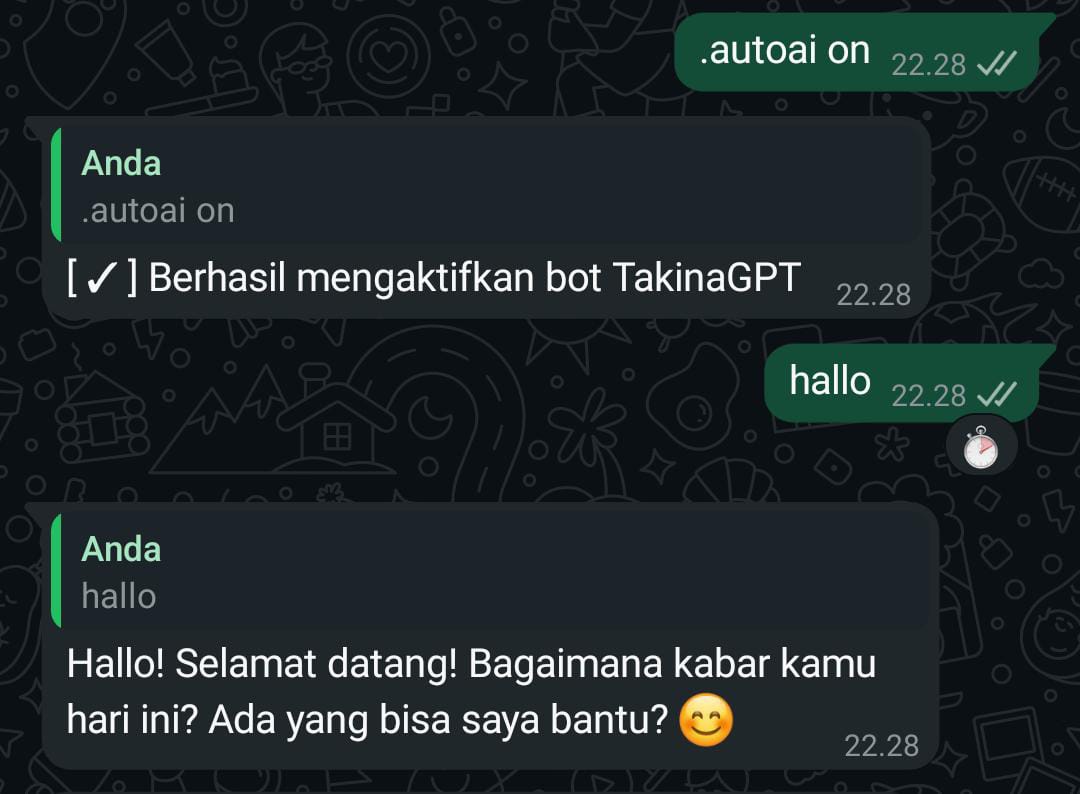 .autoai on 22.28
Anda
.autoai on
[✓] Berhasil mengaktifkan bot TakinaGPT 22.28
hallo 22.28
Anda
hallo
Hallo! Selamat datang! Bagaimana kabar kamu
hari ini? Ada yang bisa saya bantu? 😊
22.28